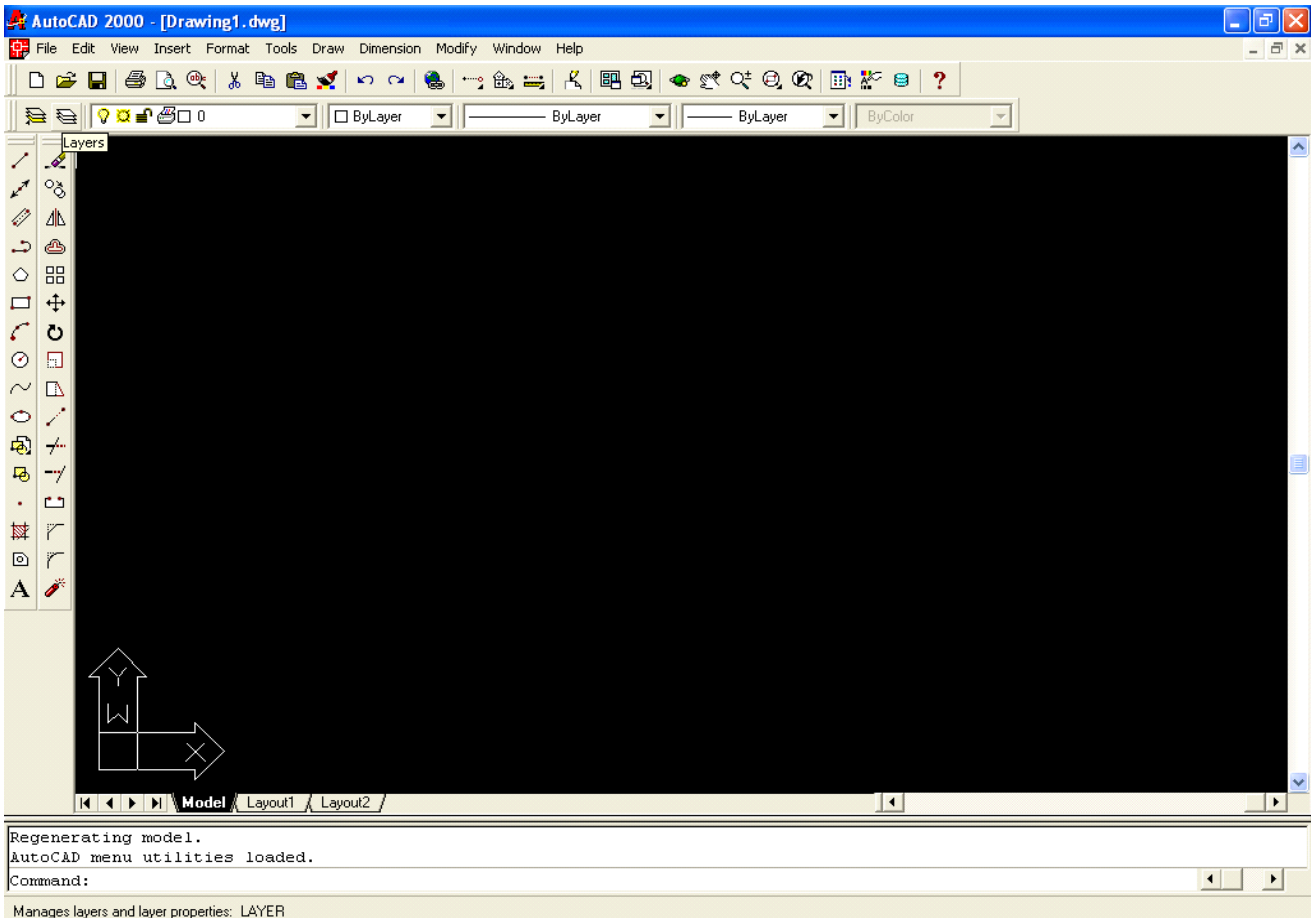 AutoCAD 2000 - [Drawing1.dwg]
File Edit View Insert Format Tools Draw Dimension Modify Window Help
0 ByLayer ByLayer ByLayer ByColor
Layers
A
Y
W
X
Model Layout1 Layout2
Regenerating model.
AutoCAD menu utilities loaded.
Command:
Manages layers and layer properties: LAYER